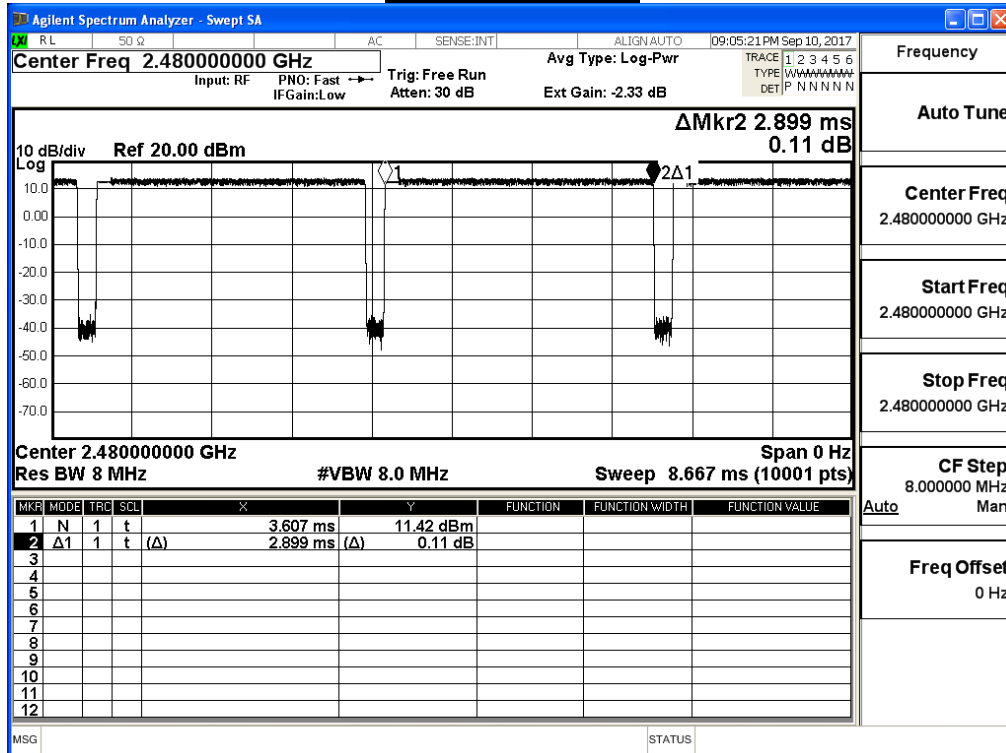 Agilent Spectrum Analyzer - Swept SA
LXI RL 50 Ω AC SENSE:INT ALIGN AUTO 09:05:21 PM Sep 10, 2017
Center Freq 2.480000000 GHz
Input: RF PNO: Fast Trig: Free Run Avg Type: Log-Pwr TRACE 1 2 3 4 5 6
IFGain:Low Atten: 30 dB Ext Gain: -2.33 dB TYPE WWWWWW
DET P N N N N N
ΔMkr2 2.899 ms
0.11 dB
10 dB/div Ref 20.00 dBm
Log
1 2Δ1
10.0
0.00
-10.0
-20.0
-30.0
-40.0
-50.0
-60.0
-70.0
Center 2.480000000 GHz Span 0 Hz
Res BW 8 MHz #VBW 8.0 MHz Sweep 8.667 ms (10001 pts)
MKR MODE TRC SCL X Y FUNCTION FUNCTION WIDTH FUNCTION VALUE
1 N 1 t 3.607 ms 11.42 dBm
2 Δ1 1 t (Δ) 2.899 ms (Δ) 0.11 dB
3
4
5
6
7
8
9
10
11
12
MSG STATUS
Frequency
Auto Tune
Center Freq
2.480000000 GHz
Start Freq
2.480000000 GHz
Stop Freq
2.480000000 GHz
CF Step
8.000000 MHz
Auto Man
Freq Offset
0 Hz